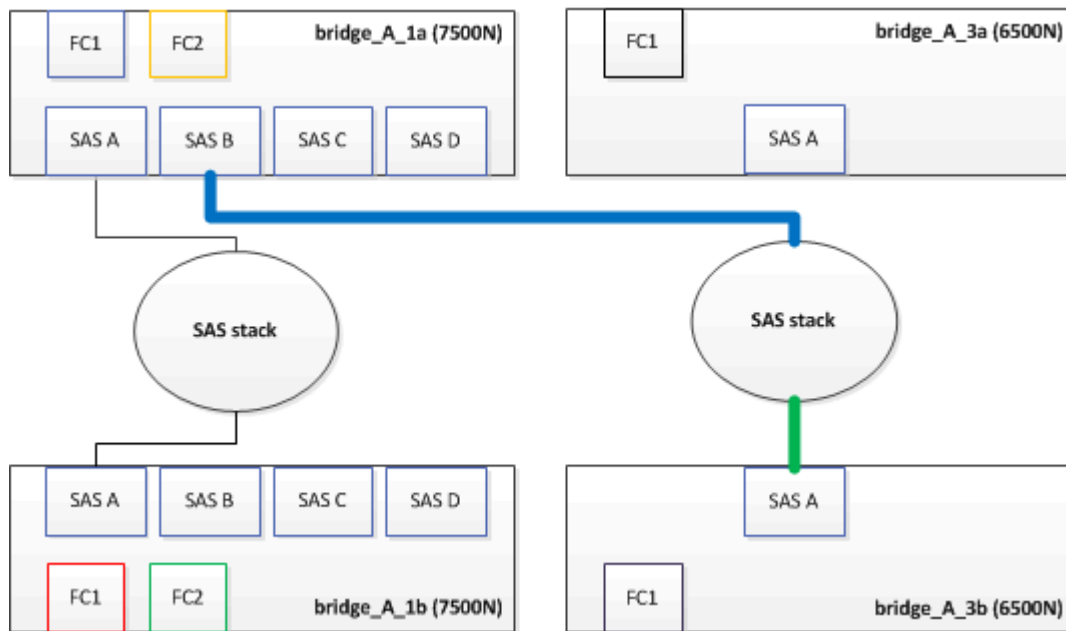 FC1
FC2
bridge_A_1a (7500N)
SAS A
SAS B
SAS C
SAS D
FC1
bridge_A_3a (6500N)
SAS A
SAS stack
SAS stack
SAS A
SAS B
SAS C
SAS D
FC1
FC2
bridge_A_1b (7500N)
SAS A
FC1
bridge_A_3b (6500N)